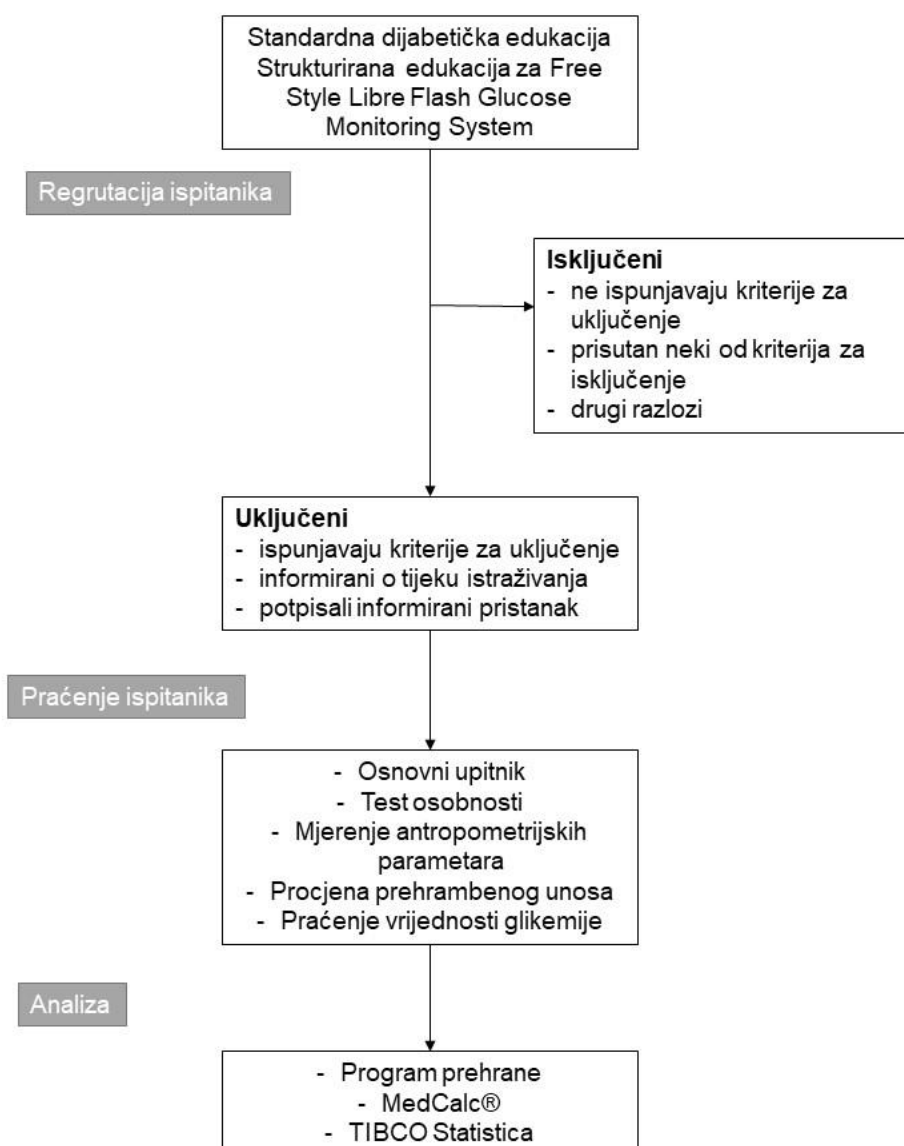 Standardna dijabetička edukacija
Strukturirana edukacija za Free
Style Libre Flash Glucose
Monitoring System
Regrutacija ispitanika
Isključeni
- ne ispunjavaju kriterije za
uključenje
- prisutan neki od kriterija za
isključenje
- drugi razlozi
Uključeni
- ispunjavaju kriterije za uključenje
- informirani o tijeku istraživanja
- potpisali informirani pristanak
Praćenje ispitanika
- Osnovni upitnik
- Test osobnosti
- Mjerenje antropometrijskih
parametara
- Procjena prehrambenog unosa
- Praćenje vrijednosti glikemije
Analiza
- Program prehrane
- MedCalc®
- TIBCO Statistica